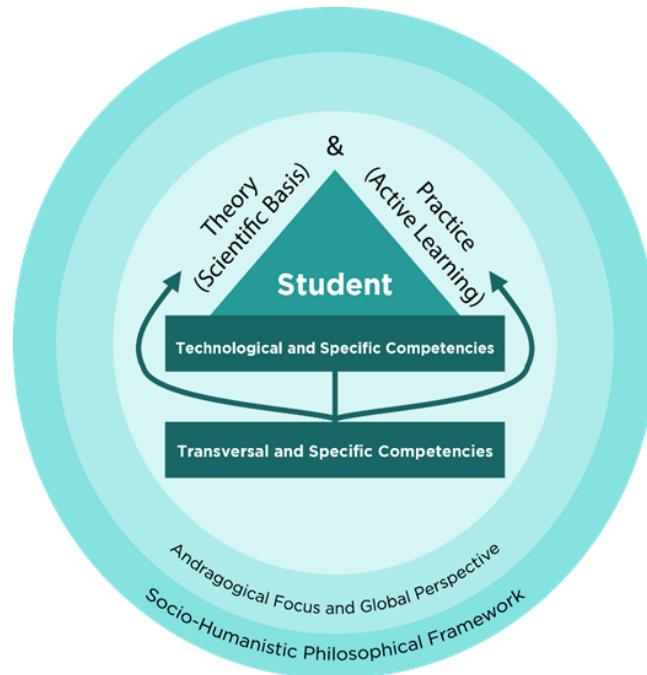 &
Theory
(Scientific Basis)
Practice
(Active Learning)
Student
Technological and Specific Competencies
Transversal and Specific Competencies
Andragogical Focus and Global Perspective
Socio-Humanistic Philosophical Framework